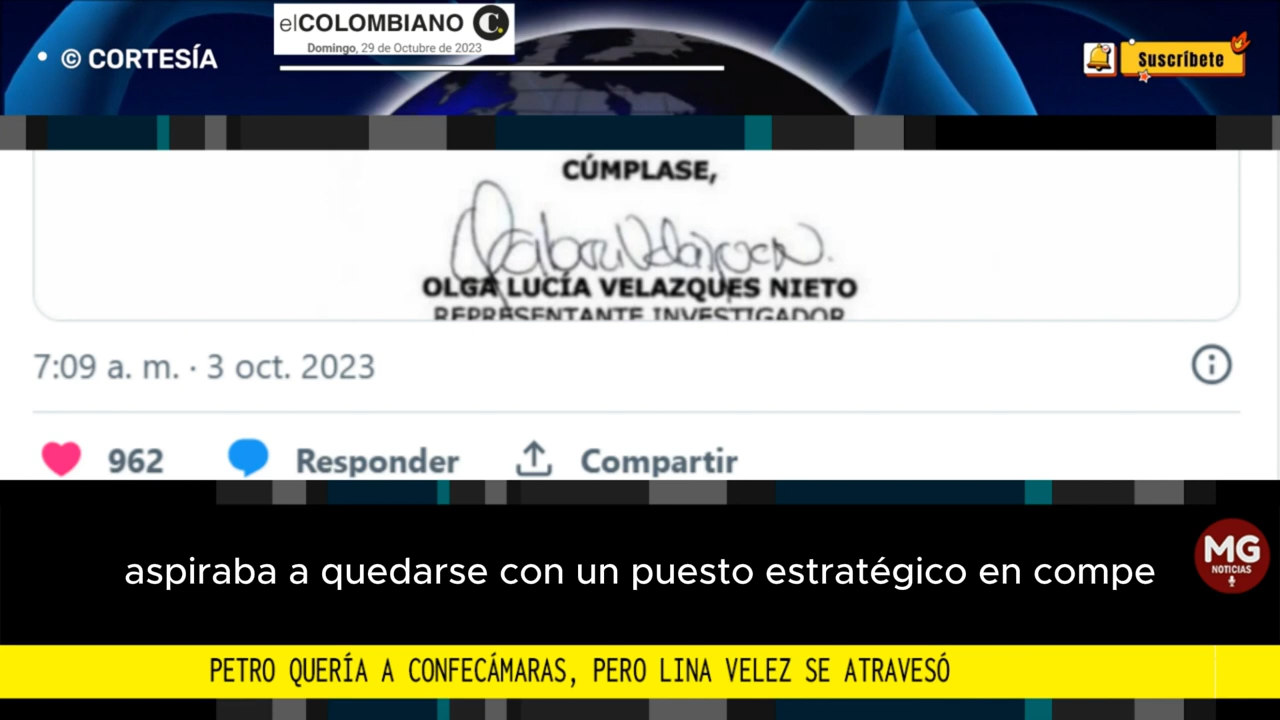 elCOLOMBIANO C.
Domingo, 29 de Octubre de 2023
• © CORTESÍA
Suscríbete
CÚMPLASE,
OLGA LUCÍA VELAZQUES NIETO
REPRESENTANTE INVESTIGADOR
7:09 a. m. · 3 oct. 2023
962 Responder Compartir
aspiraba a quedarse con un puesto estratégico en compe
MG
NOTICIAS
PETRO QUERÍA A CONFECÁMARAS, PERO LINA VELEZ SE ATRAVESÓ